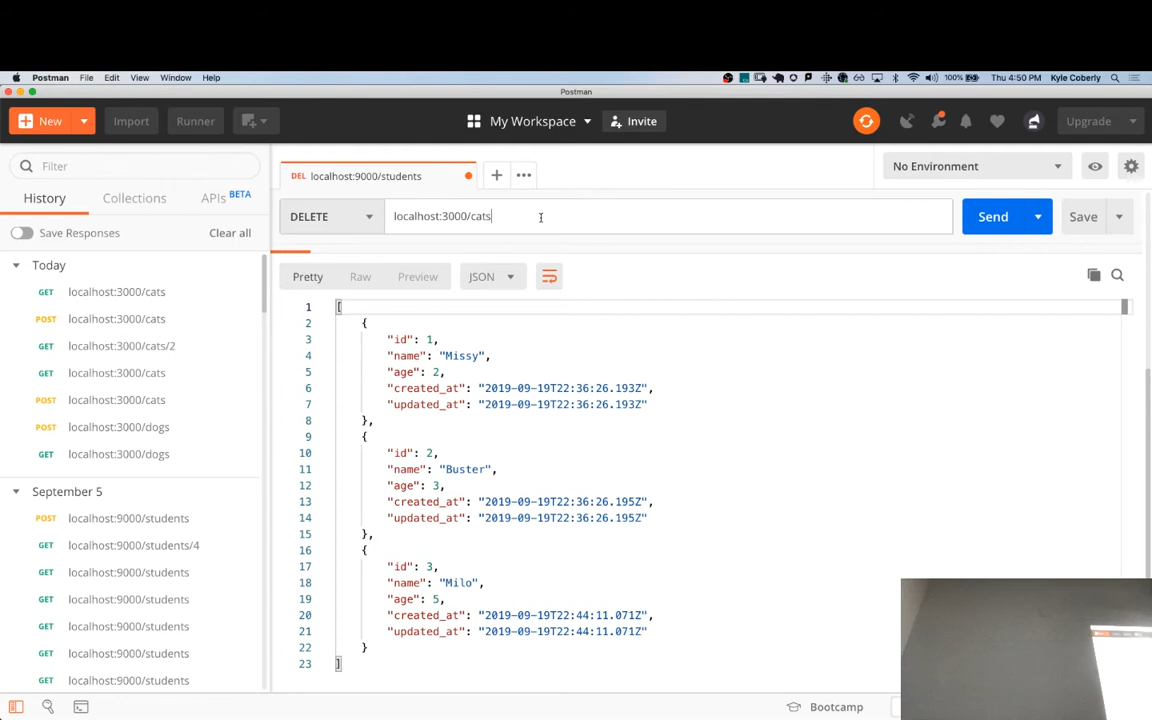 Postman File Edit View Window Help 100% Thu 4:50 PM Kyle Coberly
Postman
New Import Runner My Workspace Invite Upgrade
Filter
History Collections APIs BETA
Save Responses Clear all
Today
GET localhost:3000/cats
POST localhost:3000/cats
GET localhost:3000/cats/2
GET localhost:3000/cats
POST localhost:3000/cats
GET localhost:3000/dogs
GET localhost:3000/dogs
September 5
POST localhost:9000/students
GET localhost:9000/students/4
GET localhost:9000/students
GET localhost:9000/students
GET localhost:9000/students
GET localhost:9000/students
GET localhost:9000/students
DEL localhost:9000/students
No Environment
DELETE localhost:3000/cats Send Save
Pretty Raw Preview JSON
1 [
2 {
3 "id": 1,
4 "name": "Missy",
5 "age": 2,
6 "created_at": "2019-09-19T22:36:26.193Z",
7 "updated_at": "2019-09-19T22:36:26.193Z"
8 },
9 {
10 "id": 2,
11 "name": "Buster",
12 "age": 3,
13 "created_at": "2019-09-19T22:36:26.195Z",
14 "updated_at": "2019-09-19T22:36:26.195Z"
15 },
16 {
17 "id": 3,
18 "name": "Milo",
19 "age": 5,
20 "created_at": "2019-09-19T22:44:11.071Z",
21 "updated_at": "2019-09-19T22:44:11.071Z"
22 }
23 ]
Bootcamp